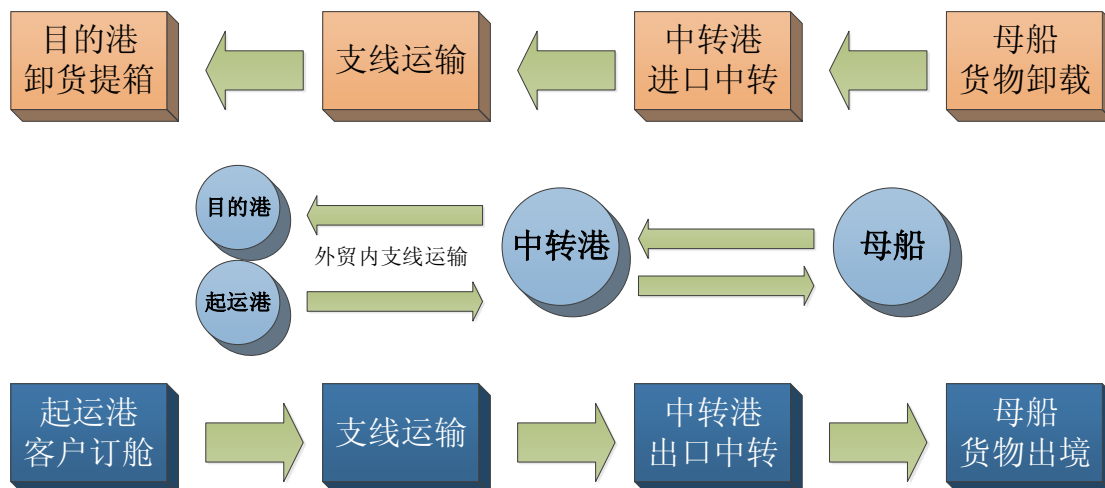 目的港
卸货提箱
支线运输
中转港
进口中转
母船
货物卸载
目的港
外贸内支线运输
起运港
中转港
母船
起运港
客户订舱
支线运输
中转港
出口中转
母船
货物出境